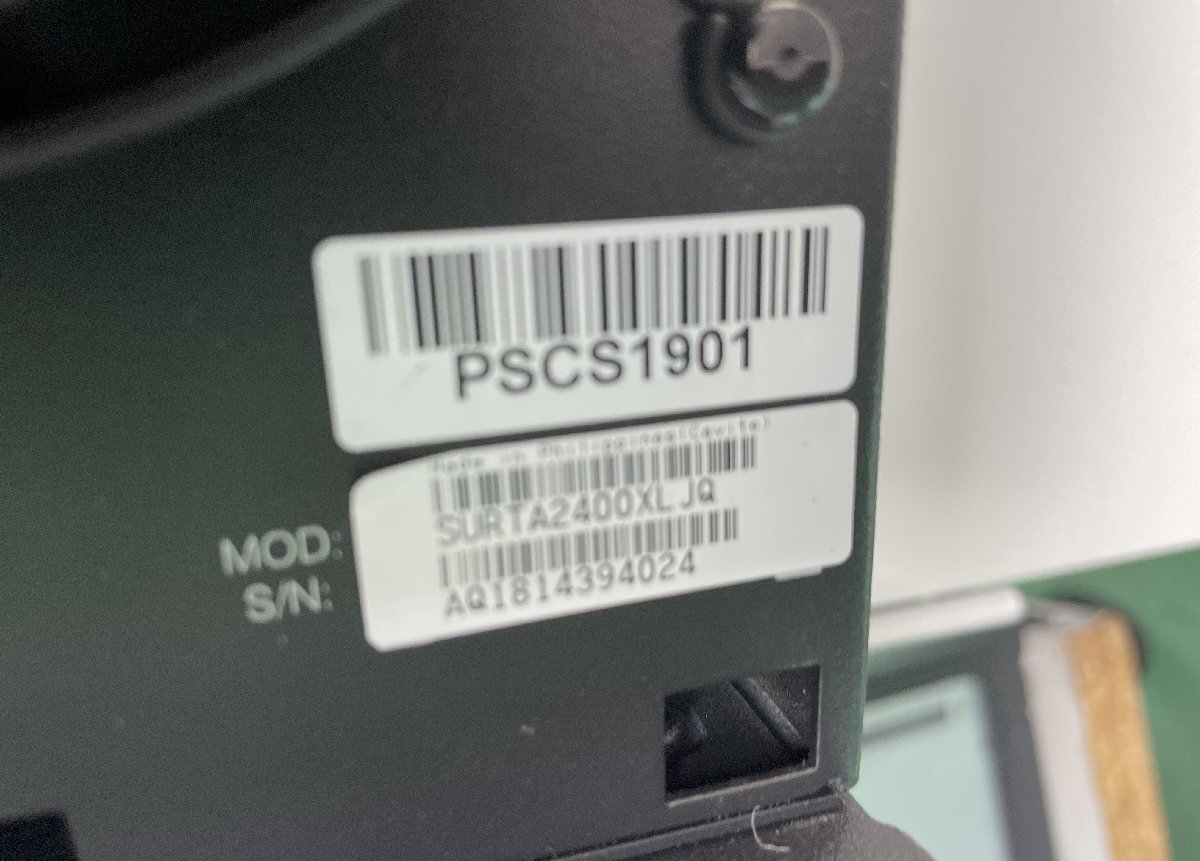 PSCS1901
Made in Philippines(Cavite)
MOD: SURTA2400XLJQ
S/N: AQ1814394024